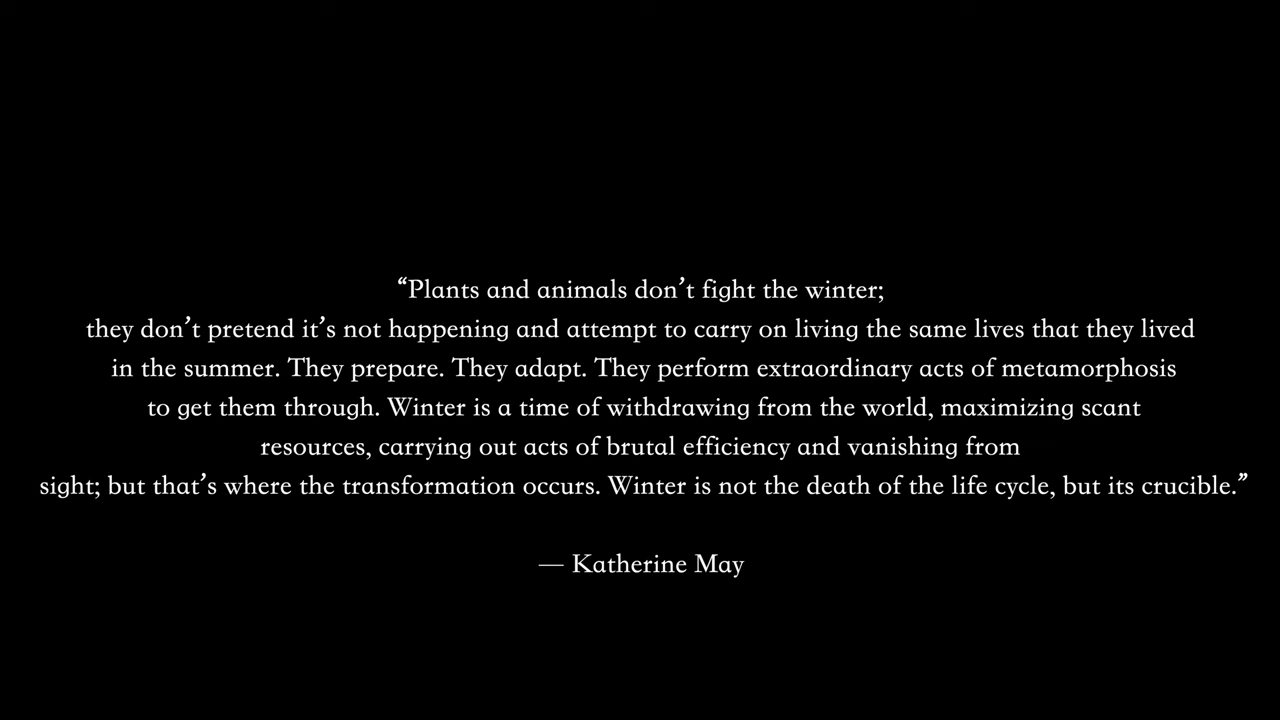 “Plants and animals don’t fight the winter;
they don’t pretend it’s not happening and attempt to carry on living the same lives that they lived
in the summer. They prepare. They adapt. They perform extraordinary acts of metamorphosis
to get them through. Winter is a time of withdrawing from the world, maximizing scant
resources, carrying out acts of brutal efficiency and vanishing from
sight; but that’s where the transformation occurs. Winter is not the death of the life cycle, but its crucible.”
— Katherine May